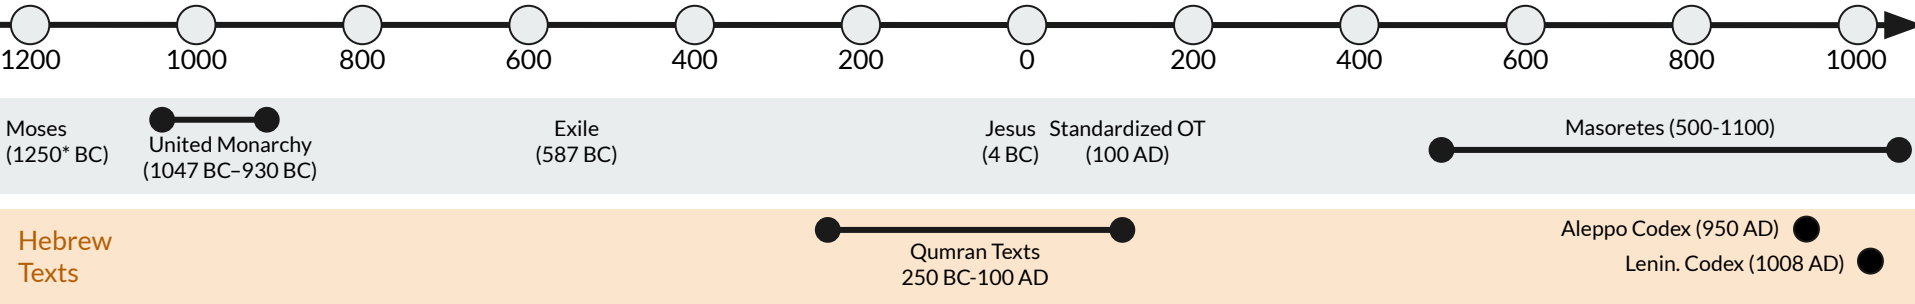 1200 1000 800 600 400 200 0 200 400 600 800 1000
Moses
(1250* BC)
United Monarchy
(1047 BC–930 BC)
Exile
(587 BC)
Jesus
(4 BC)
Standardized OT
(100 AD)
Masoretes (500-1100)
Hebrew
Texts
Qumran Texts
250 BC-100 AD
Aleppo Codex (950 AD)
Lenin. Codex (1008 AD)